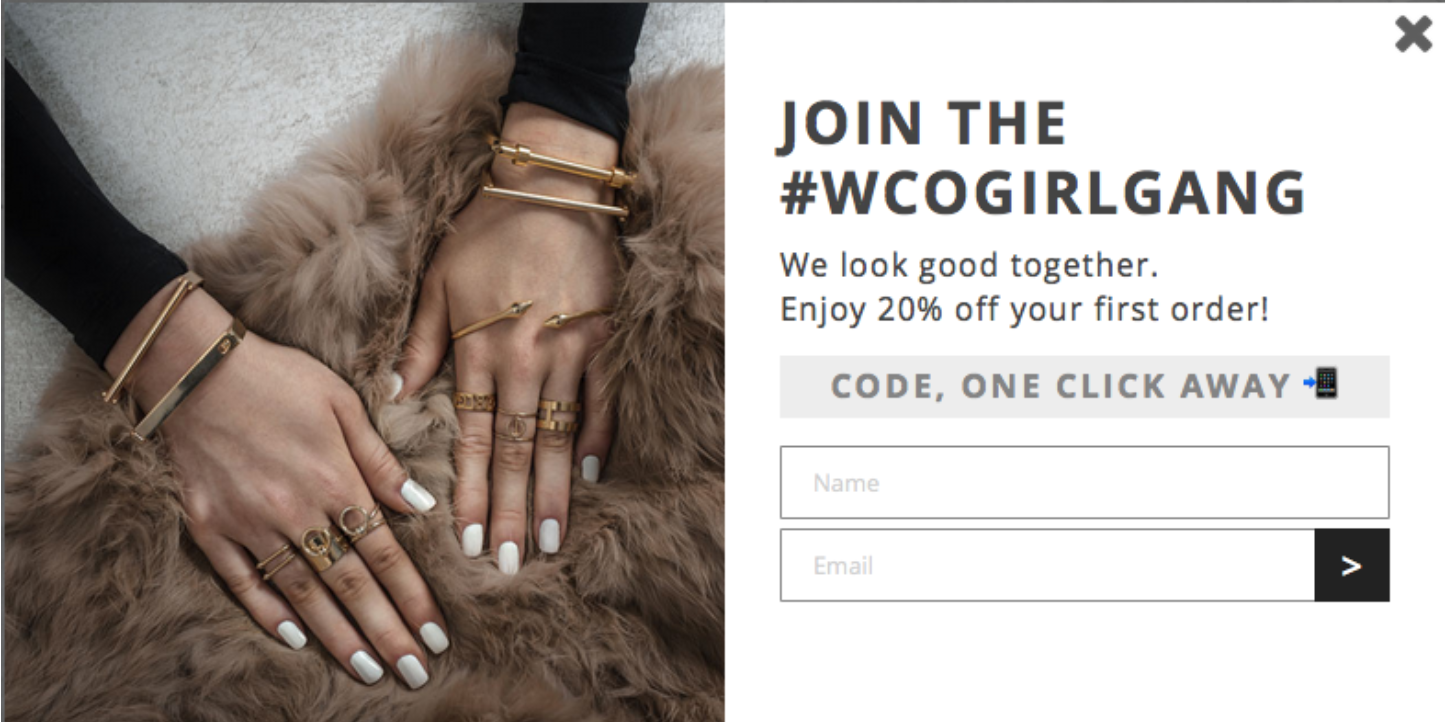 JOIN THE
#WCOGIRLGANG
We look good together.
Enjoy 20% off your first order!
CODE, ONE CLICK AWAY 📲
Name
Email
>